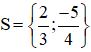 S = {2/3 ; -5/4}